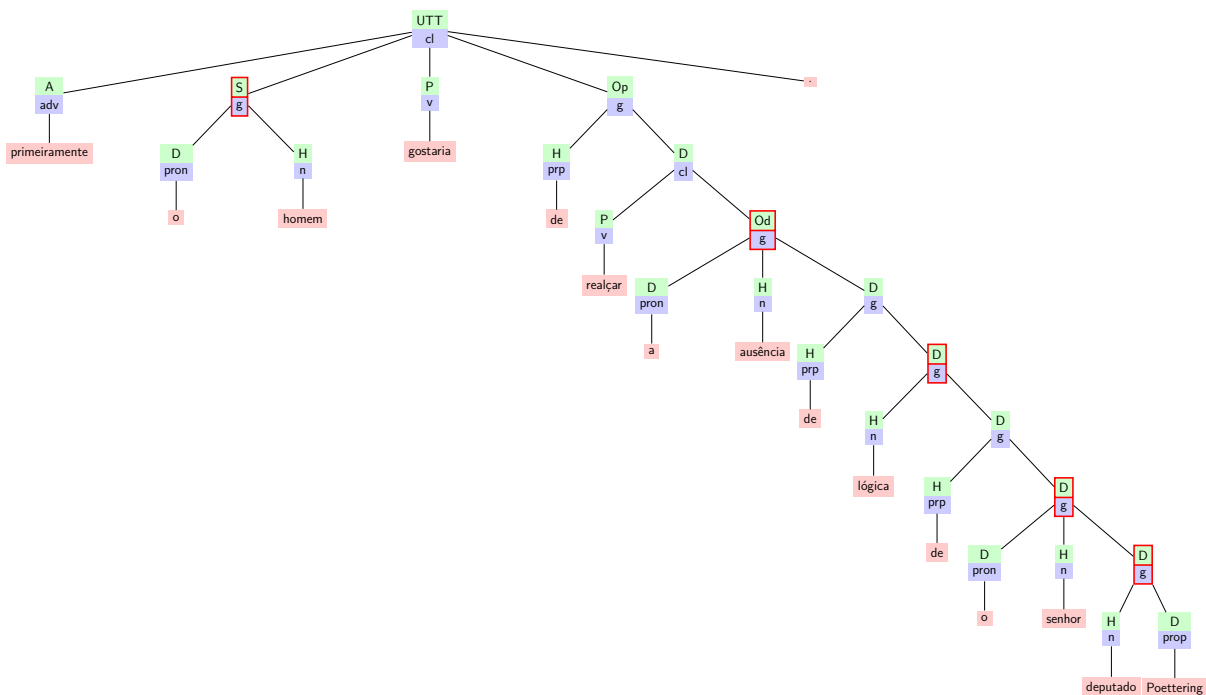 UTT
cl
A S P Op .
adv g v g
primeiramente D H gostaria H D
pron n prp cl
o homem de P Od
v g
realçar D H D
pron n g
a ausência H D
prp g
de H D
n g
lógica H D
prp g
de D H D
pron n g
o senhor H D
n prop
deputado Poettering